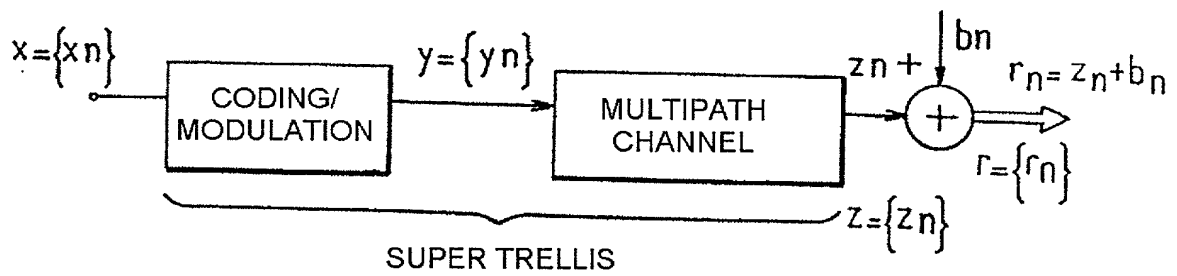 x={xn}
CODING/
MODULATION
y={yn}
MULTIPATH
CHANNEL
zn+
bn
+
rn=zn+bn
r={rn}
z={zn}
SUPER TRELLIS